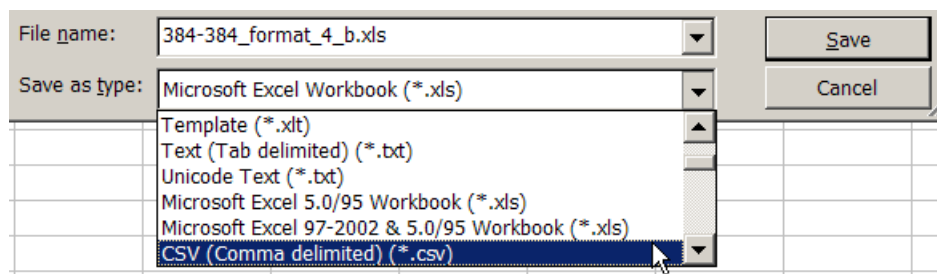 File name: 384-384_format_4_b.xls Save
Save as type: Microsoft Excel Workbook (*.xls) Cancel
Template (*.xlt)
Text (Tab delimited) (*.txt)
Unicode Text (*.txt)
Microsoft Excel 5.0/95 Workbook (*.xls)
Microsoft Excel 97-2002 & 5.0/95 Workbook (*.xls)
CSV (Comma delimited) (*.csv)